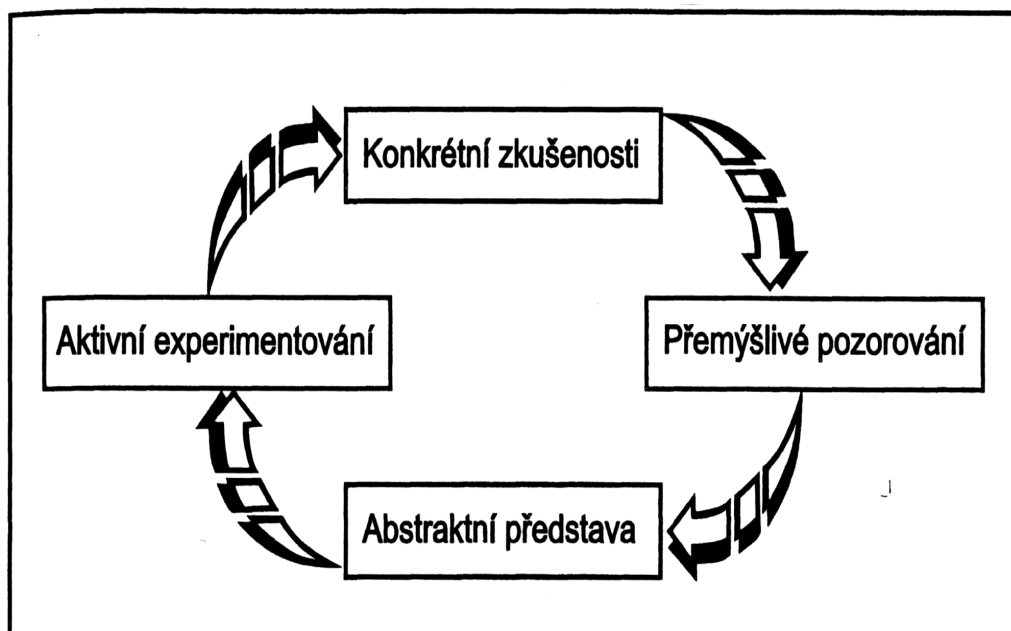 Konkrétní zkušenosti
Aktivní experimentování
Přemýšlivé pozorování
Abstraktní představa